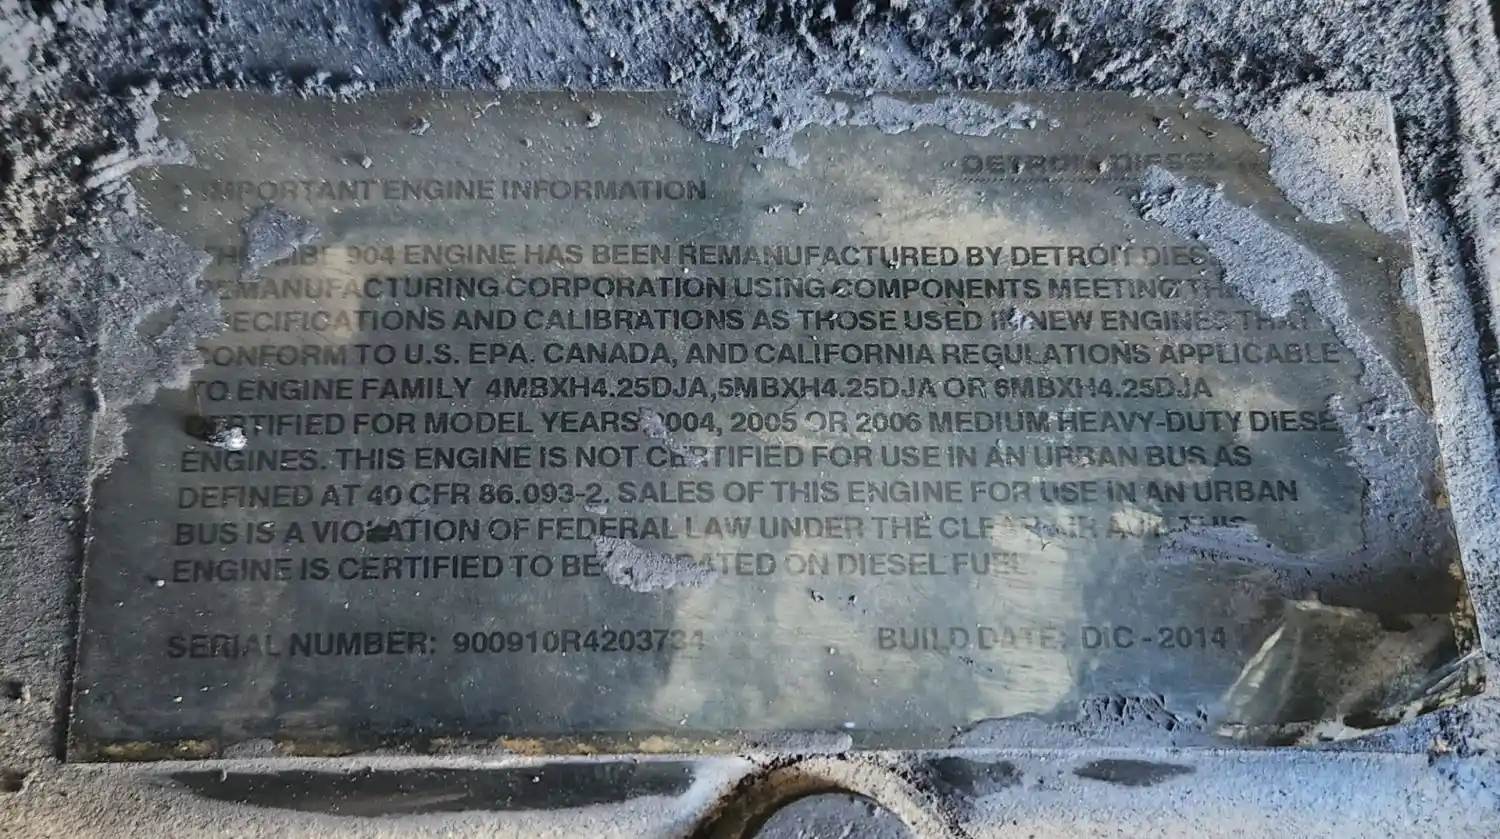 DETROIT DIESEL
IMPORTANT ENGINE INFORMATION
904 ENGINE HAS BEEN REMANUFACTURED BY DETROIT DIESEL
REMANUFACTURING CORPORATION USING COMPONENTS MEETING THE
SPECIFICATIONS AND CALIBRATIONS AS THOSE USED IN NEW ENGINES THAT
CONFORM TO U.S. EPA. CANADA, AND CALIFORNIA REGULATIONS APPLICABLE
TO ENGINE FAMILY 4MBXH4.25DJA,5MBXH4.25DJA OR 6MBXH4.25DJA
CERTIFIED FOR MODEL YEARS 2004, 2005 OR 2006 MEDIUM HEAVY-DUTY DIESEL
ENGINES. THIS ENGINE IS NOT CERTIFIED FOR USE IN AN URBAN BUS AS
DEFINED AT 40 CFR 86.093-2. SALES OF THIS ENGINE FOR USE IN AN URBAN
BUS IS A VIOLATION OF FEDERAL LAW UNDER THE CLEAN AIR THIS
ENGINE IS CERTIFIED TO BE OPERATED ON DIESEL FUEL
SERIAL NUMBER: 900910R4203734
BUILD DATE: DIC - 2014